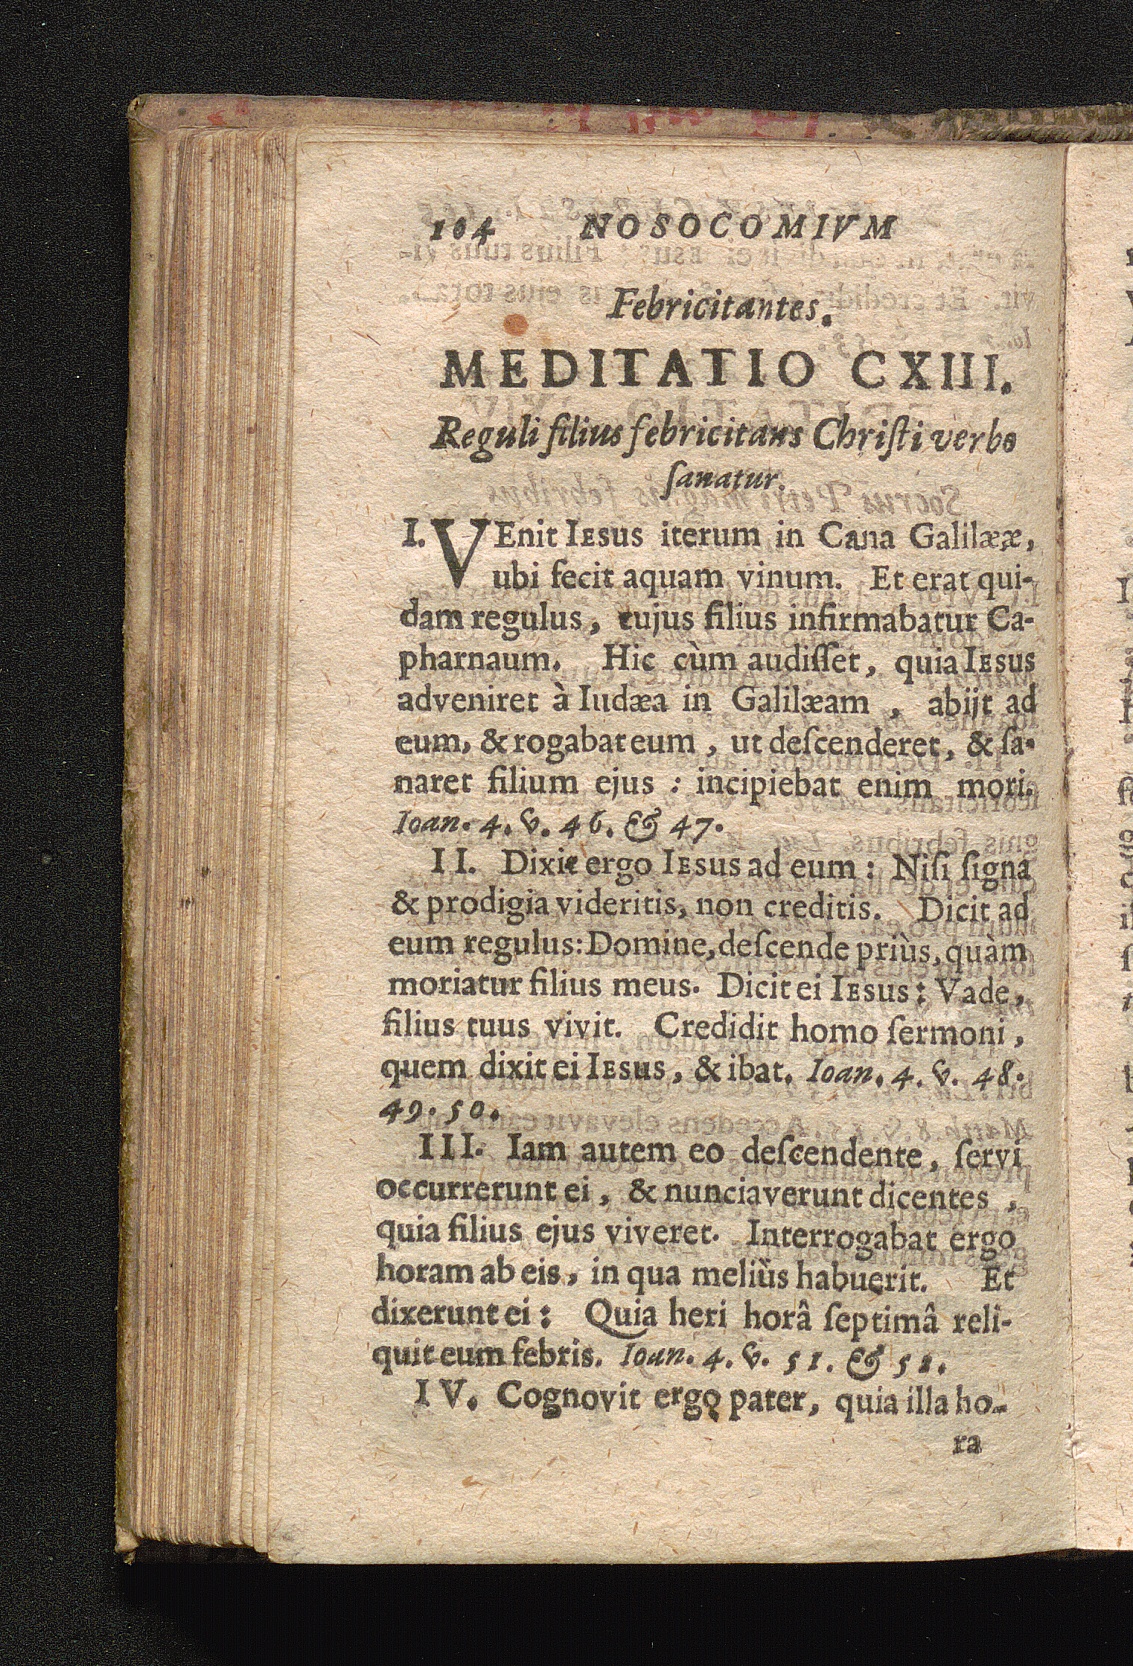 104 NOSOCOMIVM
Febricitantes.
MEDITATIO CXIII.
Reguli filius febricitans Chriſti verbo
ſanatur.
I. VEnit IEsus iterum in Cana Galilææ,
ubi fecit aquam vinum. Et erat qui-
dam regulus, cujus filius infirmabatur Ca-
pharnaum. Hic cùm audiſſet, quia IEsus
adveniret à Iudæa in Galilæam, abijt ad
eum, & rogabat eum, ut deſcenderet, & ſa-
naret filium ejus: incipiebat enim mori.
Ioan. 4. v. 46. & 47.
II. Dixit ergo IEsus ad eum: Niſi ſigna
& prodigia videritis, non creditis. Dicit ad
eum regulus: Domine, deſcende priùs, quàm
moriatur filius meus. Dicit ei IEsus: Vade,
filius tuus vivit. Credidit homo ſermoni,
quem dixit ei IEsus, & ibat. Ioan. 4. v. 48.
49. 50.
III. Iam autem eo deſcendente, ſervi
occurrerunt ei, & nunciaverunt dicentes,
quia filius ejus viveret. Interrogabat ergo
horam ab eis, in qua meliùs habuerit. Et
dixerunt ei: Quia heri horâ ſeptimâ reli-
quit eum febris. Ioan. 4. v. 51. & 52.
IV. Cognovit ergo pater, quia illa ho-
ra